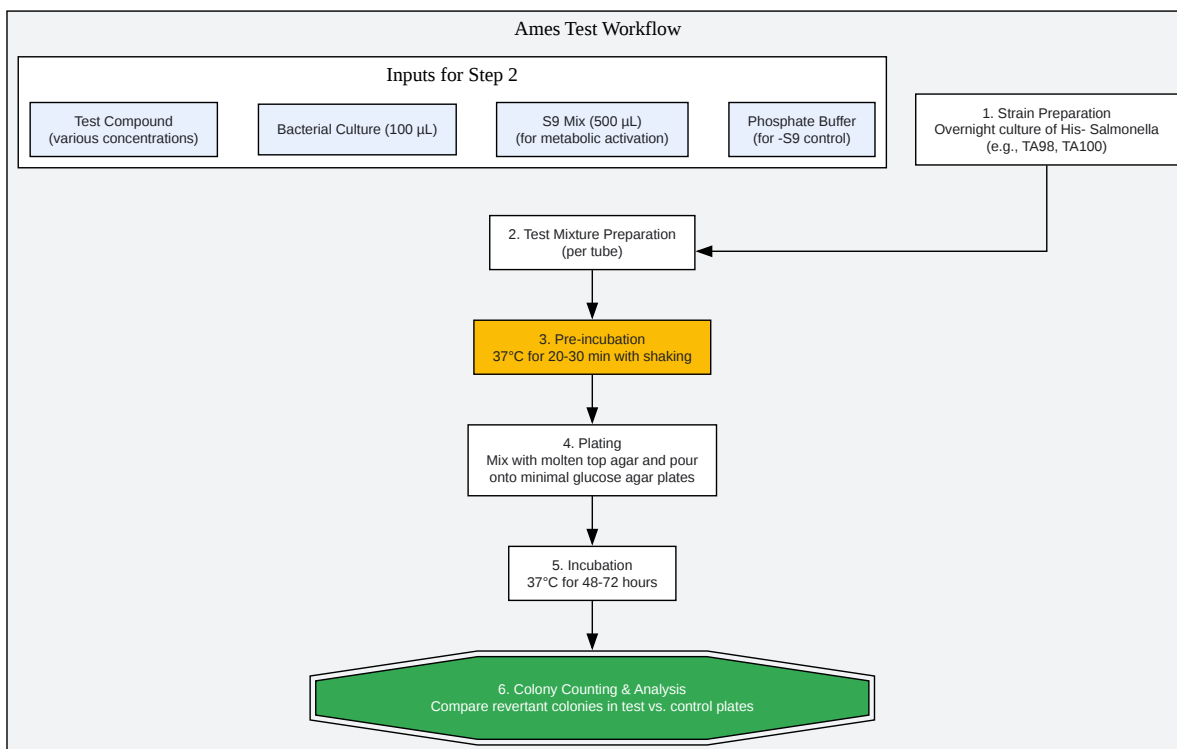 Ames Test Workflow
Inputs for Step 2
Test Compound
(various concentrations)
Bacterial Culture (100 µL)
S9 Mix (500 µL)
(for metabolic activation)
Phosphate Buffer
(for -S9 control)
1. Strain Preparation
Overnight culture of His- Salmonella
(e.g., TA98, TA100)
2. Test Mixture Preparation
(per tube)
3. Pre-incubation
37°C for 20-30 min with shaking
4. Plating
Mix with molten top agar and pour
onto minimal glucose agar plates
5. Incubation
37°C for 48-72 hours
6. Colony Counting & Analysis
Compare revertant colonies in test vs. control plates